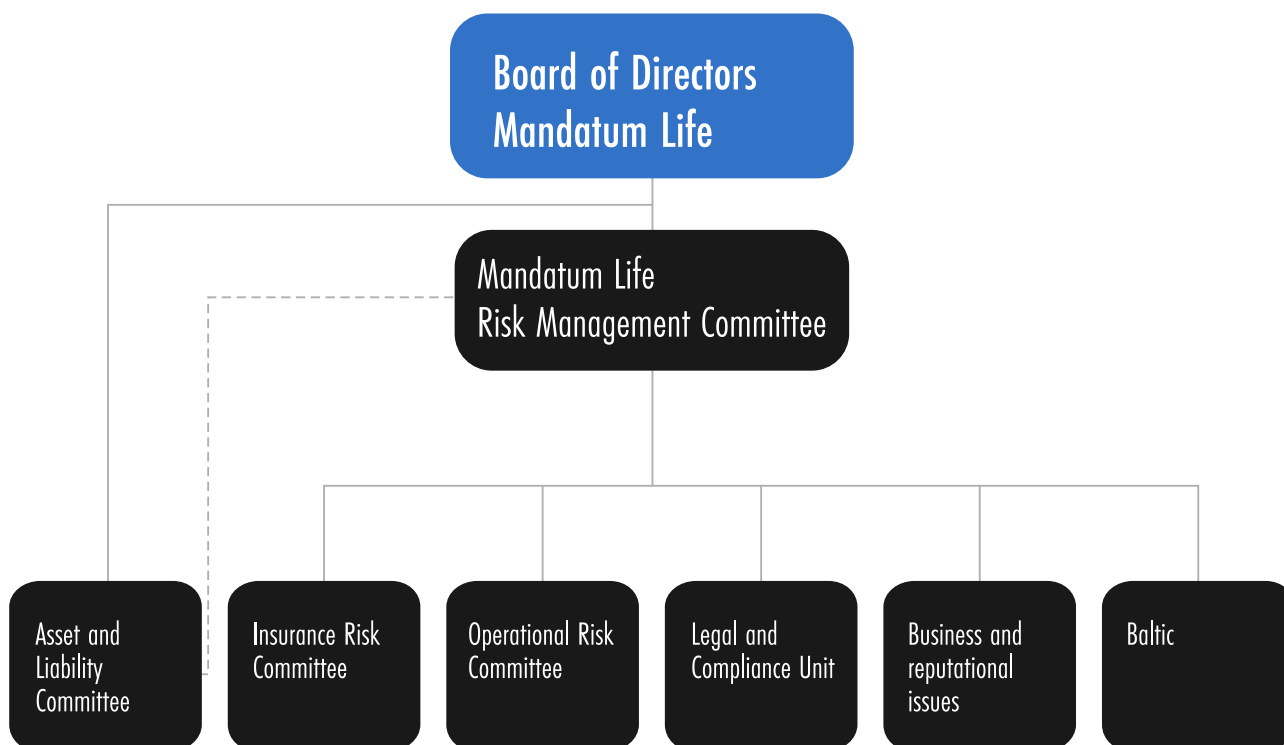 Board of Directors
Mandatum Life
Mandatum Life
Risk Management Committee
Asset and
Liability
Committee
Insurance Risk
Committee
Operational Risk
Committee
Legal and
Compliance Unit
Business and
reputational
issues
Baltic